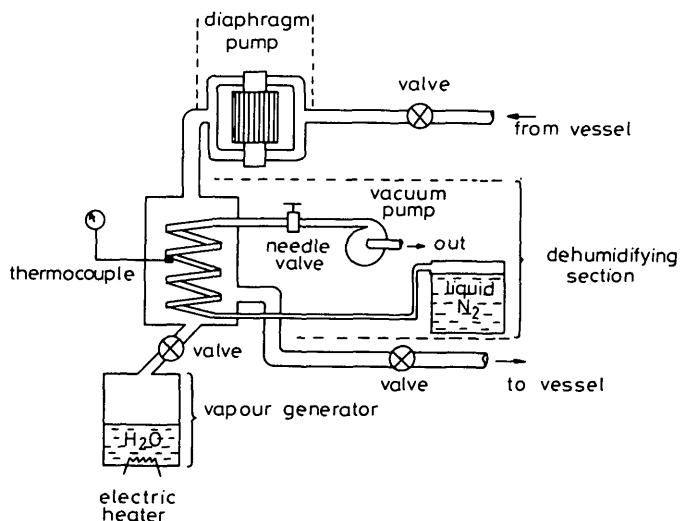 diaphragm
pump
valve
from vessel
vacuum
pump
out
needle
valve
thermocouple
dehumidifying
section
liquid
N₂
valve
valve
to vessel
vapour generator
H₂O
electric
heater